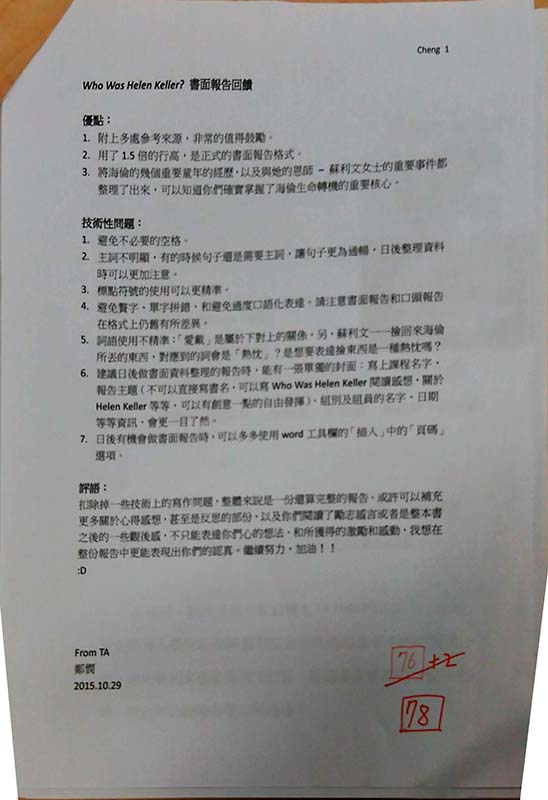 Cheng 1
Who Was Helen Keller? 書面報告回饋
優點：
1. 附上多處參考來源，非常的值得鼓勵。
2. 用了 1.5 倍的行高，是正式的書面報告格式。
3. 將海倫的幾個重要童年的經歷，以及與她的恩師 – 蘇利文女士的重要事件都
整理了出來，可以知道你們確實掌握了海倫生命轉機的重要核心。
技術性問題：
1. 避免不必要的空格。
2. 主詞不明顯，有的時候句子還是需要主詞，讓句子更為通暢，日後整理資料
時可以更加注意。
3. 標點符號的使用可以更精準。
4. 避免贅字、單字拼錯，和避免過度口語化表達。請注意書面報告和口頭報告
在格式上仍舊有所差異。
5. 詞語使用不精準：「愛戴」是屬於下對上的關係，另，蘇利文一一撿回來海倫
所丟的東西，對應到的詞會是「熱忱」？是想要表達撿東西是一種熱忱嗎？
6. 建議日後做書面資料整理的報告時，能有一張單獨的封面：寫上課程名字、
報告主題（不可以直接寫書名，可以寫 Who Was Helen Keller 閱讀感想，關於
Helen Keller 等等，可以有創意一點的自由發揮）、組別及組員的名字、日期
等等資訊，會更一目了然。
7. 日後有機會做書面報告時，可以多多使用 word 工具欄的「插入」中的「頁碼」
選項。
評語：
扣除掉一些技術上的寫作問題，整體來說是一份還算完整的報告。或許可以補充
更多關於心得感想，甚至是反思的部份，以及你們閱讀了勵志感言或者是整本書
之後的一些觀後感，不只能表達你們心的想法，和所獲得的激勵和感動，我想在
整份報告中更能表現出你們的認真。繼續努力，加油！！
:D
From TA
鄭
2015.10.29
76 +2
78